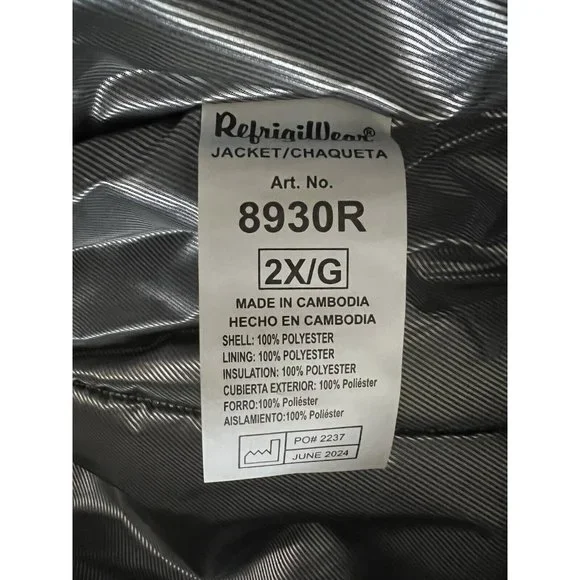 RefrigiWear®
JACKET/CHAQUETA
Art. No.
8930R
2X/G
MADE IN CAMBODIA
HECHO EN CAMBODIA
SHELL: 100% POLYESTER
LINING: 100% POLYESTER
INSULATION: 100% POLYESTER
CUBIERTA EXTERIOR: 100% Poliéster
FORRO:100% Poliéster
AISLAMIENTO:100% Poliéster
PO# 2237
JUNE 2024